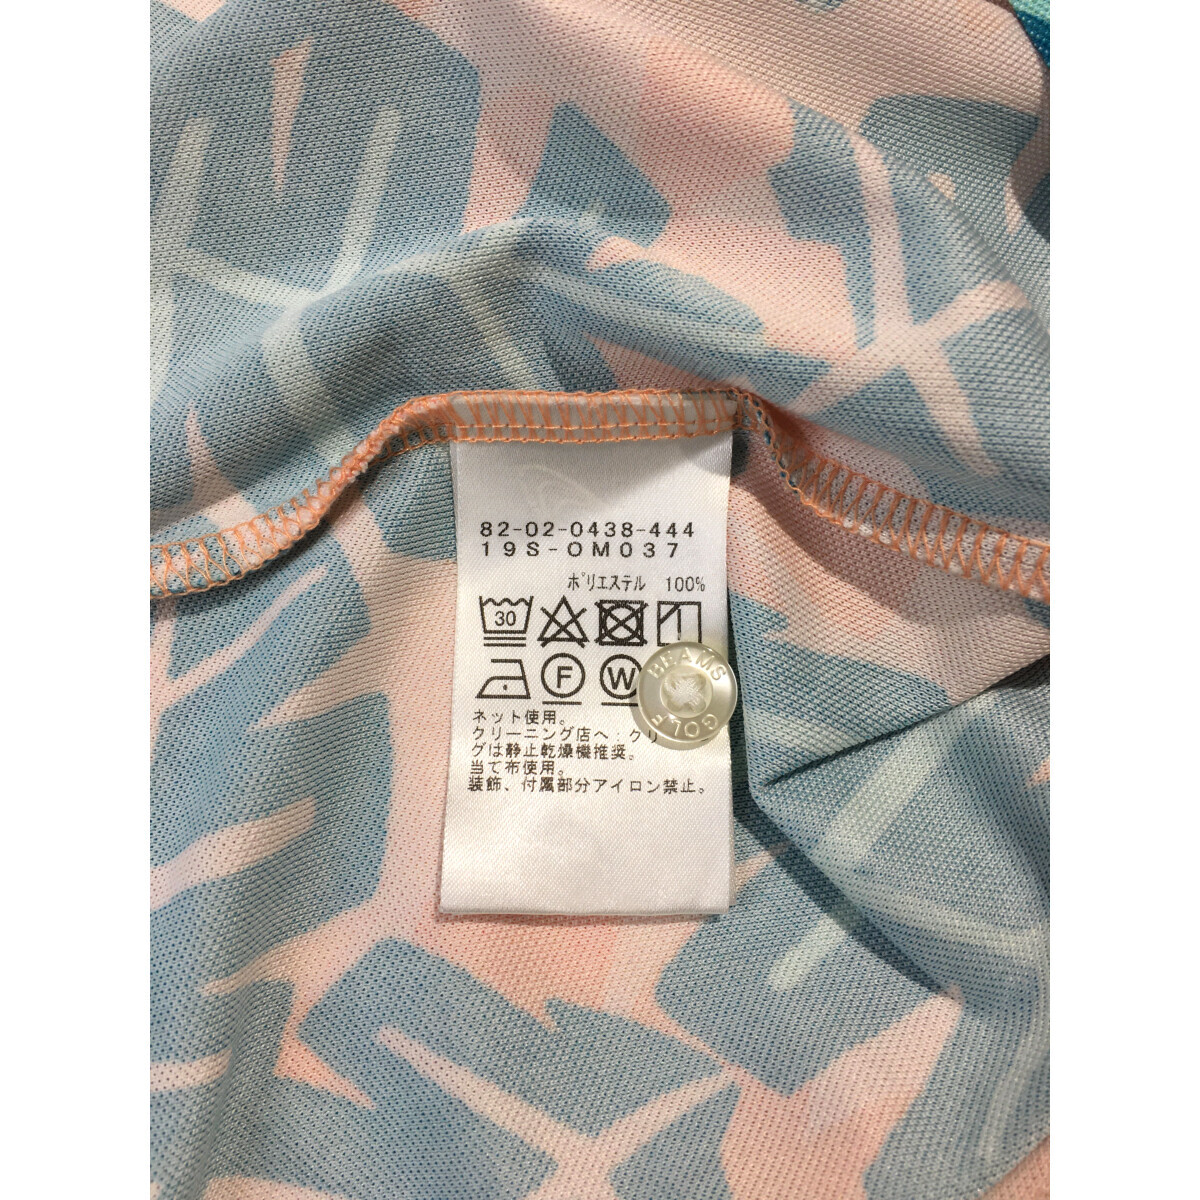 82-02-0438-444
19S-OM037
ポリエステル 100%
30
F W
BEAMS GOLF
ネット使用。
クリーニング店へ:クリ
グは静止乾燥機推奨。
当て布使用。
装飾、付属部分アイロン禁止。